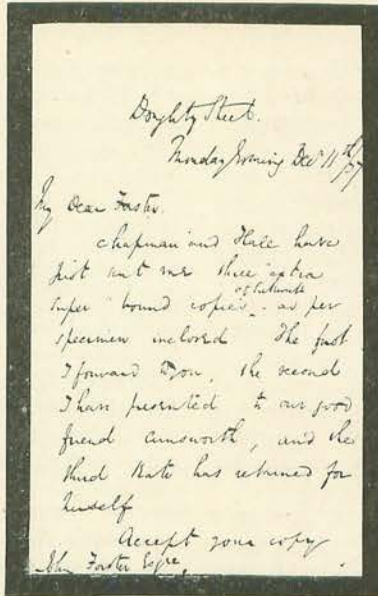 Doughty Street.
Monday Evening Decr 11th /37
My Dear Forster.
Chapman and Hall have
just sent me three extra
of Pickwick
super bound copies as per
specimen inclosed The first
I forward to you, the second
I have presented to our good
friend Ainsworth, and the
third Kate has retained for
herself
Accept your copy
John Forster Esqre,